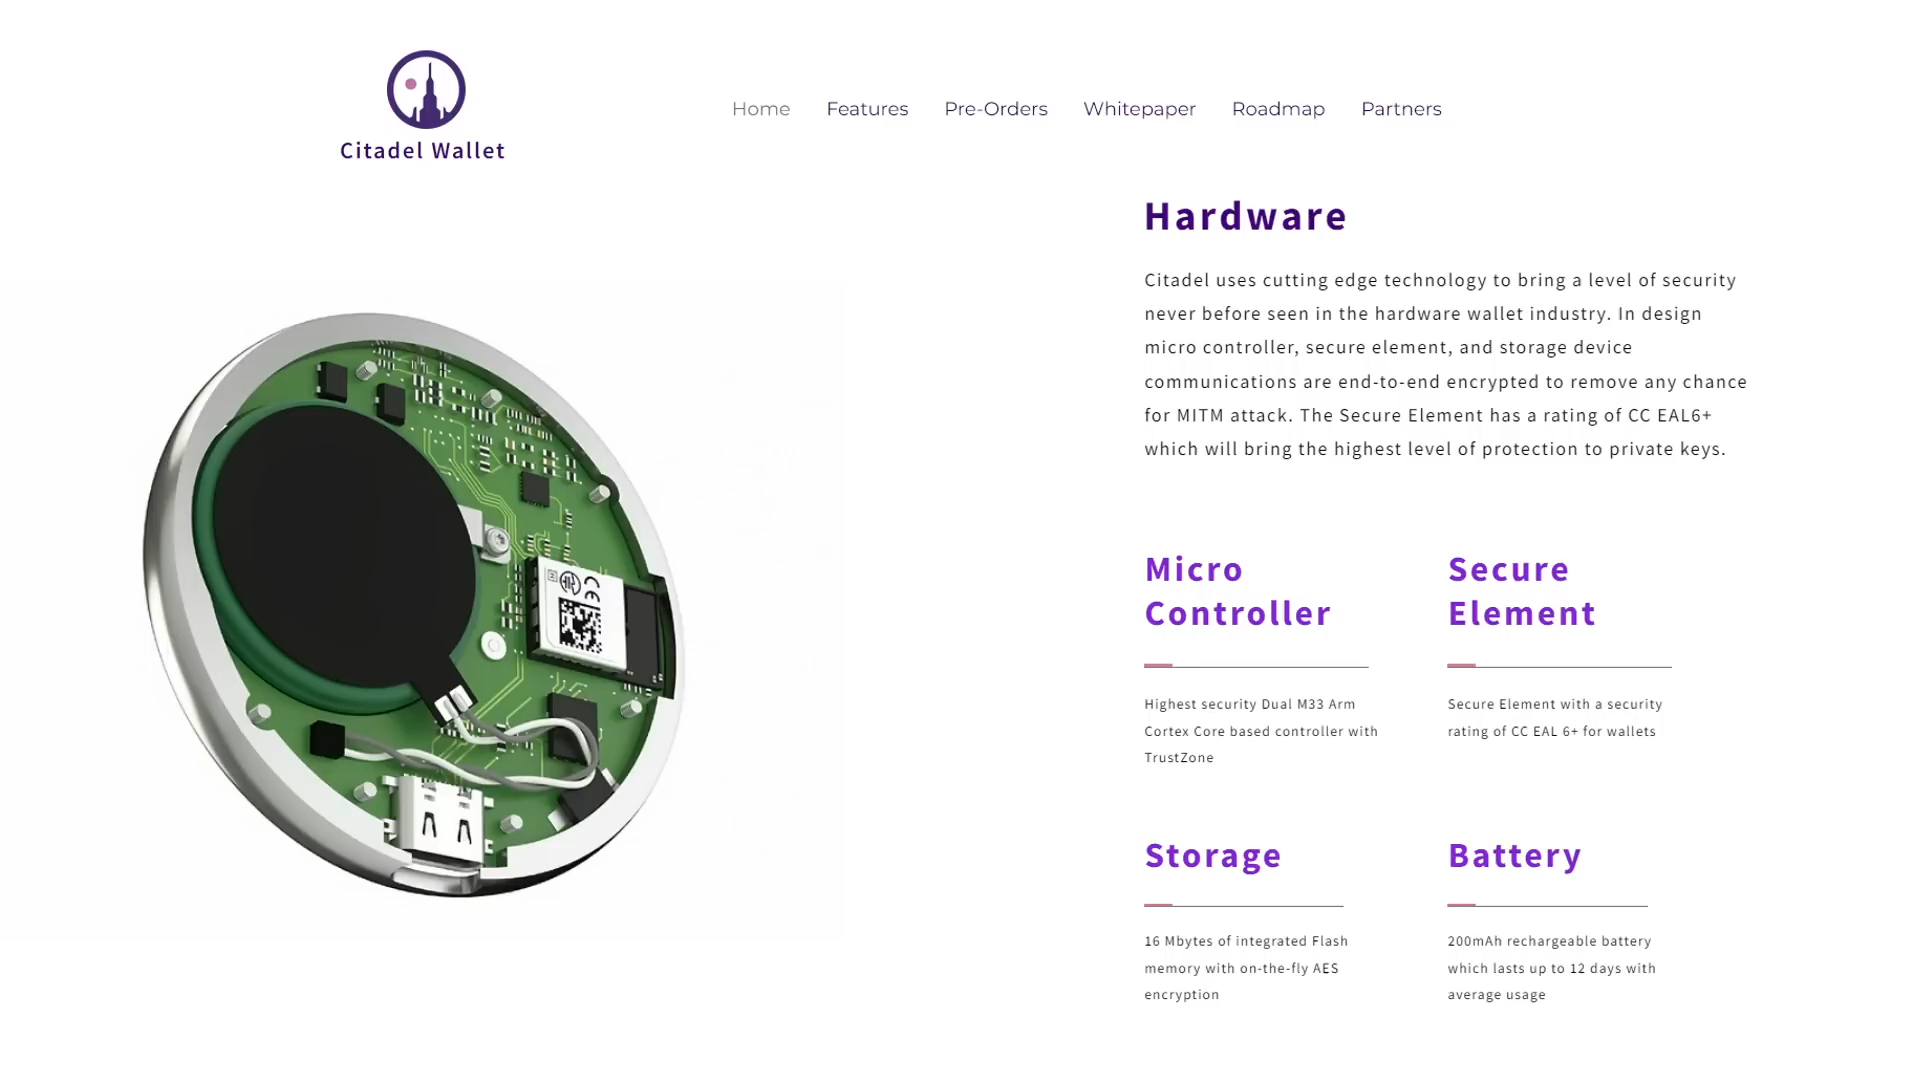 Citadel Wallet
Home
Features
Pre-Orders
Whitepaper
Roadmap
Partners
Hardware
Citadel uses cutting edge technology to bring a level of security
never before seen in the hardware wallet industry. In design
micro controller, secure element, and storage device
communications are end-to-end encrypted to remove any chance
for MITM attack. The Secure Element has a rating of CC EAL6+
which will bring the highest level of protection to private keys.
Micro
Controller
Highest security Dual M33 Arm
Cortex Core based controller with
TrustZone
Secure
Element
Secure Element with a security
rating of CC EAL 6+ for wallets
Storage
16 Mbytes of integrated Flash
memory with on-the-fly AES
encryption
Battery
200mAh rechargeable battery
which lasts up to 12 days with
average usage